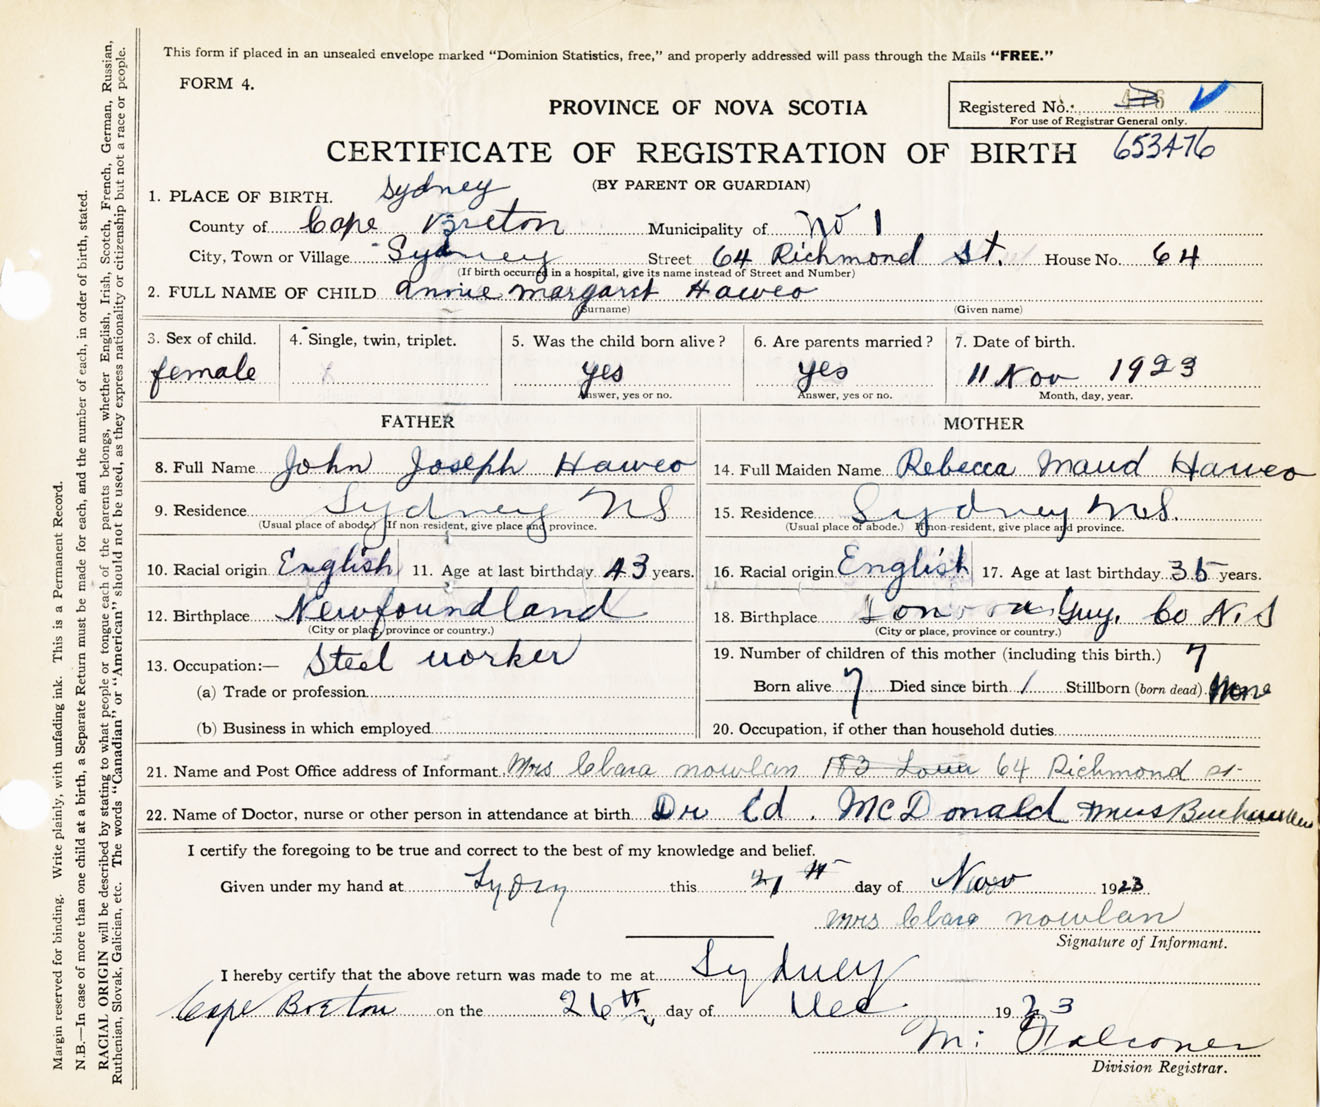 This form if placed in an unsealed envelope marked "Dominion Statistics, free," and properly addressed will pass through the Mails "FREE."
FORM 4.
Registered No.
For use of Registrar General only.
PROVINCE OF NOVA SCOTIA
653476
CERTIFICATE OF REGISTRATION OF BIRTH
(BY PARENT OR GUARDIAN)
1. PLACE OF BIRTH. Sydney
County of Cape Breton Municipality of No 1
City, Town or Village Sydney Street 64 Richmond St. House No. 64
(If birth occurred in a hospital, give its name instead of Street and Number)
2. FULL NAME OF CHILD Annie Margaret Hawco
(Surname) (Given name)
3. Sex of child. 4. Single, twin, triplet. 5. Was the child born alive? 6. Are parents married? 7. Date of birth.
female yes yes 11 Nov 1923
Answer, yes or no. Answer, yes or no. Month, day, year.
FATHER MOTHER
8. Full Name John Joseph Hawco 14. Full Maiden Name Rebecca Maud Hawco
9. Residence Sydney NS 15. Residence Sydney NS.
(Usual place of abode.) If non-resident, give place and province. (Usual place of abode.) If non-resident, give place and province.
10. Racial origin English 11. Age at last birthday 43 years. 16. Racial origin English 17. Age at last birthday 35 years.
12. Birthplace Newfoundland 18. Birthplace Guy. Co N.S
(City or place, province or country.) (City or place, province or country.)
13. Occupation:— Steel worker 19. Number of children of this mother (including this birth.) 7
(a) Trade or profession Born alive 7 Died since birth 1 Stillborn (born dead) None
(b) Business in which employed 20. Occupation, if other than household duties
21. Name and Post Office address of Informant Mrs Clara Nowlan 183 64 Richmond st
22. Name of Doctor, nurse or other person in attendance at birth Dr Ed. McDonald
I certify the foregoing to be true and correct to the best of my knowledge and belief.
Given under my hand at Sydny this 21 st day of Nov 1923
Mrs Clara Nowlan
Signature of Informant.
I hereby certify that the above return was made to me at Sydney
Cape Breton on the 26th day of Dec 1923
M. Falconer
Division Registrar.
Margin reserved for binding. Write plainly, with unfading ink. This is a Permanent Record.
N.B.—In case of more than one child at a birth, a Separate Return must be made for each, and the number of each, in order of birth, stated.
RACIAL ORIGIN will be described by stating to what people or tongue each of the parents belongs, whether English, Irish, Scotch, French, German, Russian,
Ruthenian, Slovak, Galician, etc. The words "Canadian" or "American" should not be used, as they express nationality or citizenship but not a race or people.